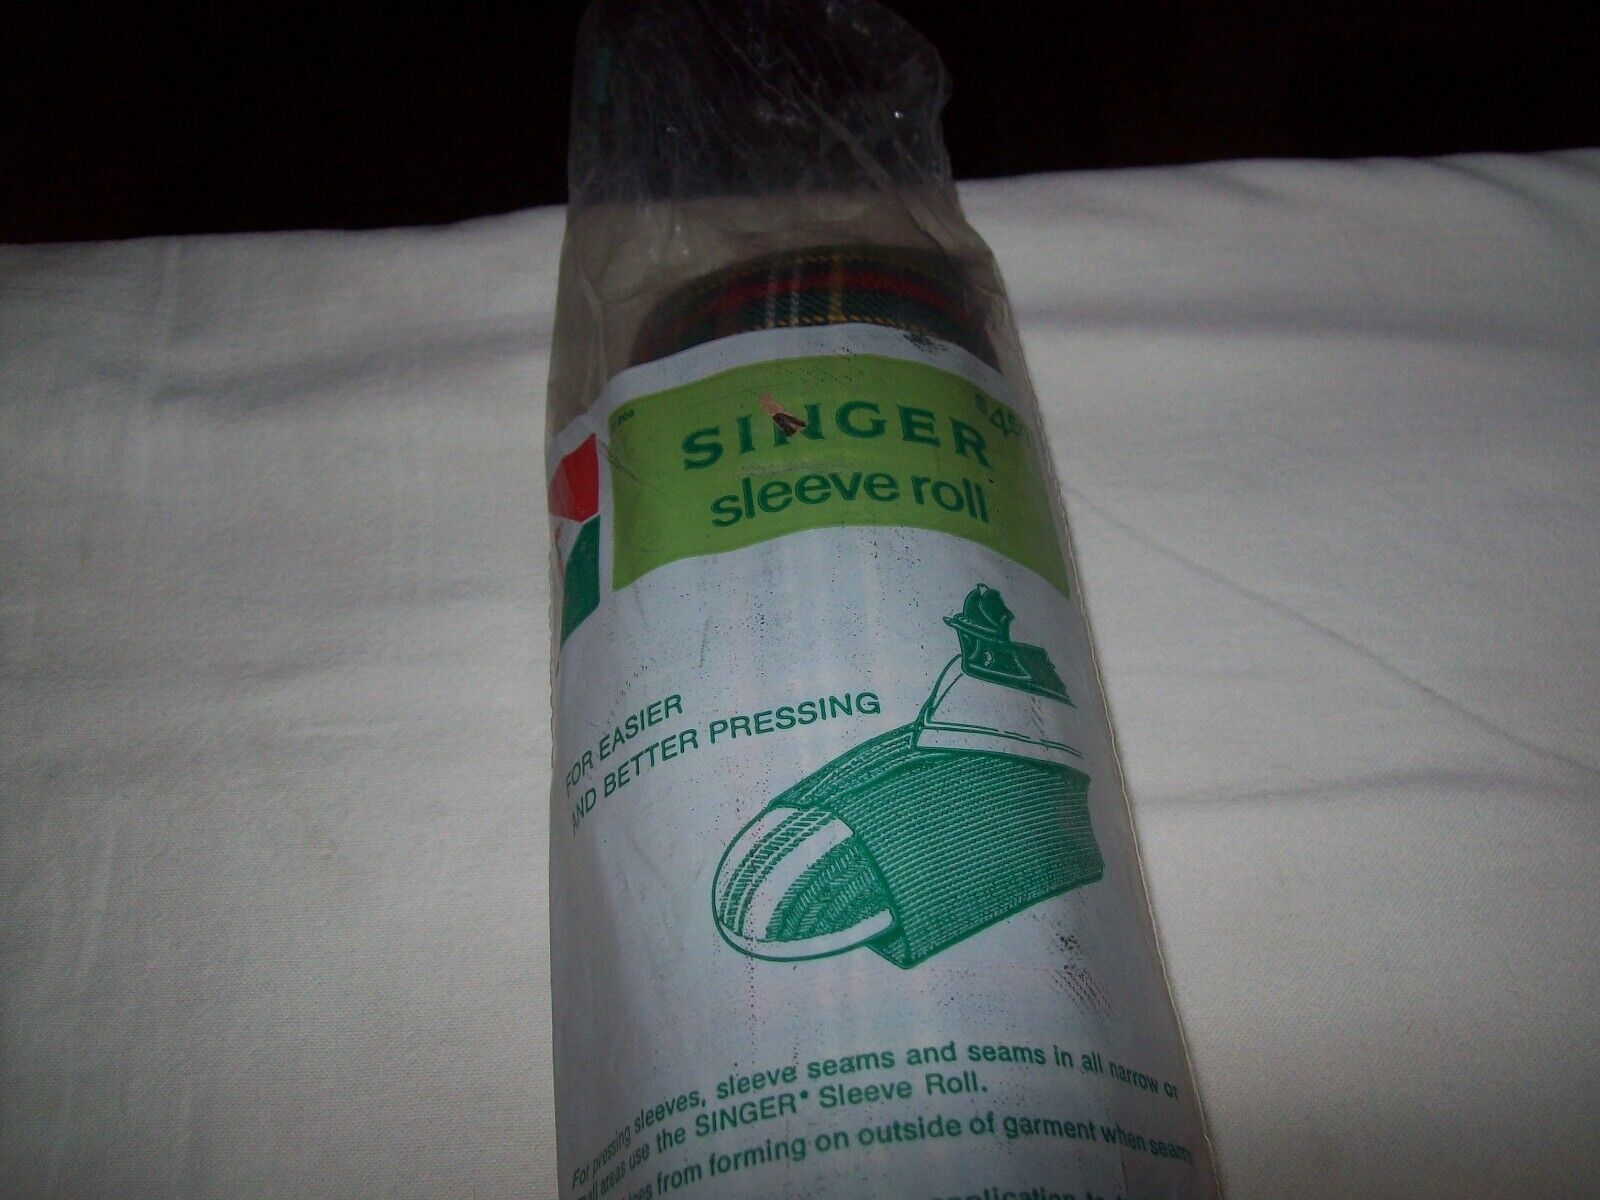 SINGER
sleeve roll
FOR EASIER
AND BETTER PRESSING
For pressing sleeves, sleeve seams and seams in all narrow or
areas use the SINGER* Sleeve Roll.
from forming on outside of garment when seams